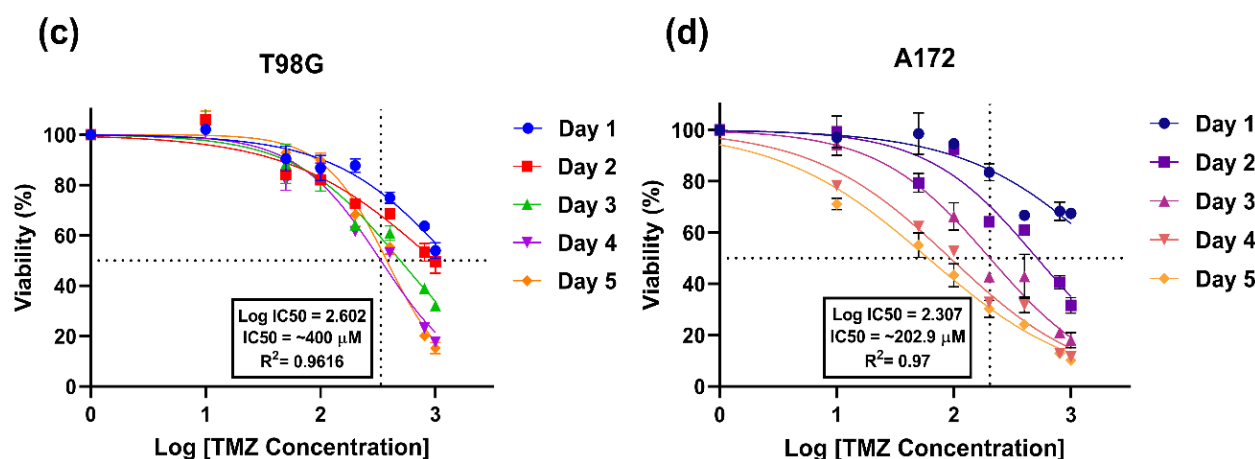 (c)
T98G
Viability (%)
100
80
60
40
20
0
0 1 2 3
Log [TMZ Concentration]
Log IC50 = 2.602
IC50 = ~400 μM
R²= 0.9616
Day 1
Day 2
Day 3
Day 4
Day 5
(d)
A172
Viability (%)
100
80
60
40
20
0
0 1 2 3
Log [TMZ Concentration]
Log IC50 = 2.307
IC50 = ~202.9 μM
R²= 0.97
Day 1
Day 2
Day 3
Day 4
Day 5